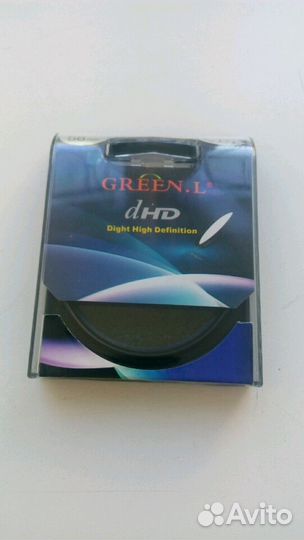 GREEN.L®
dHD
Dight High Definition
Avito